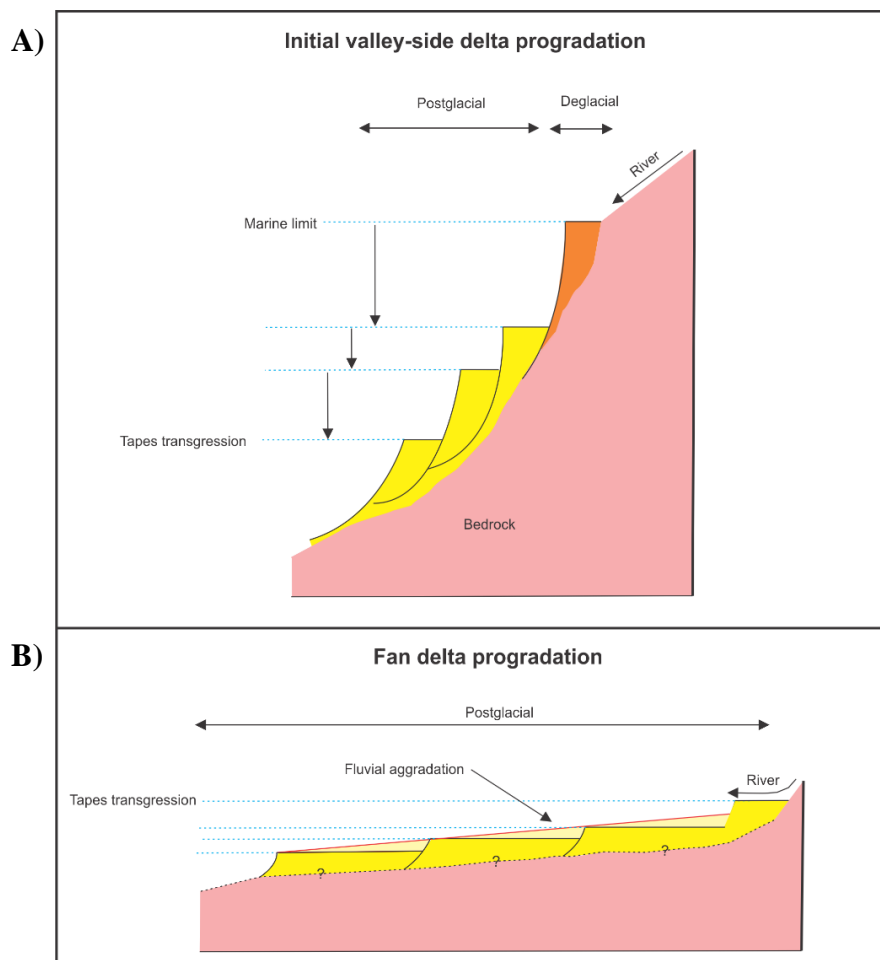 A)
Initial valley-side delta progradation
Postglacial
Deglacial
River
Marine limit
Tapes transgression
Bedrock
B)
Fan delta progradation
Postglacial
Fluvial aggradation
River
Tapes transgression
?
?
?